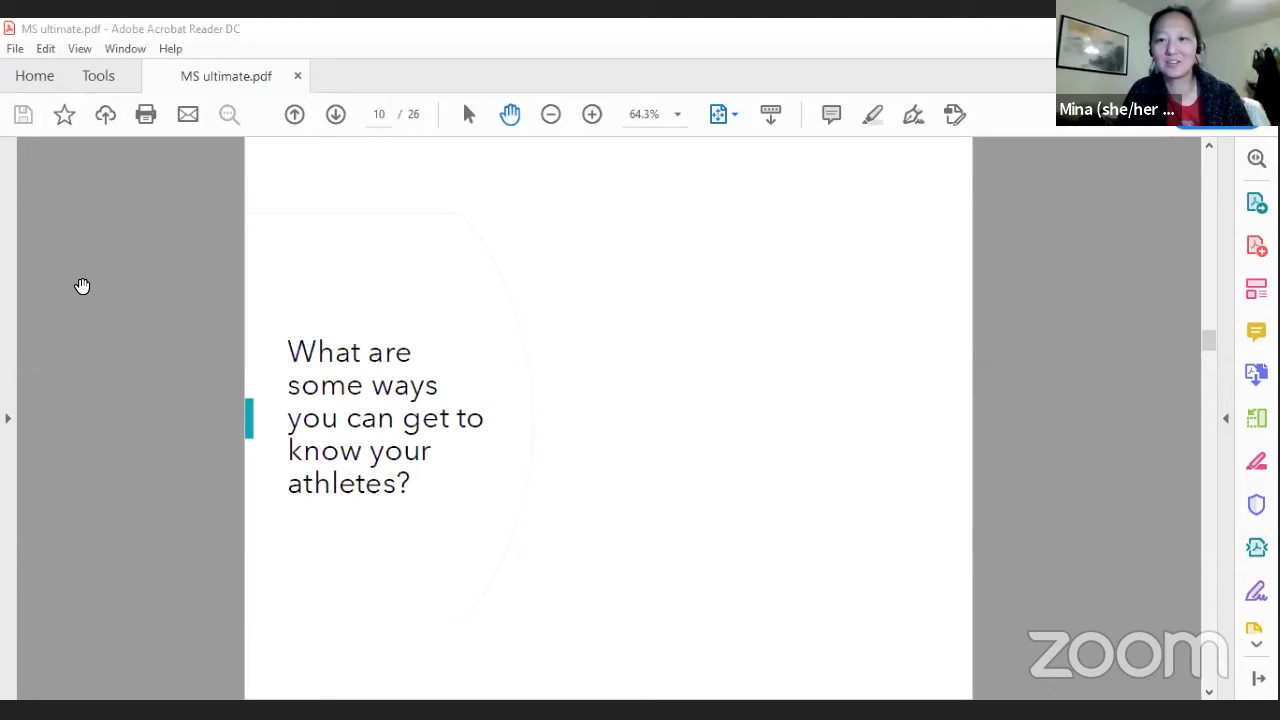 MS ultimate.pdf - Adobe Acrobat Reader DC
File Edit View Window Help
Home Tools MS ultimate.pdf ×
10 / 26 64.3%
Mina (she/her ...
What are
some ways
you can get to
know your
athletes?
zoom